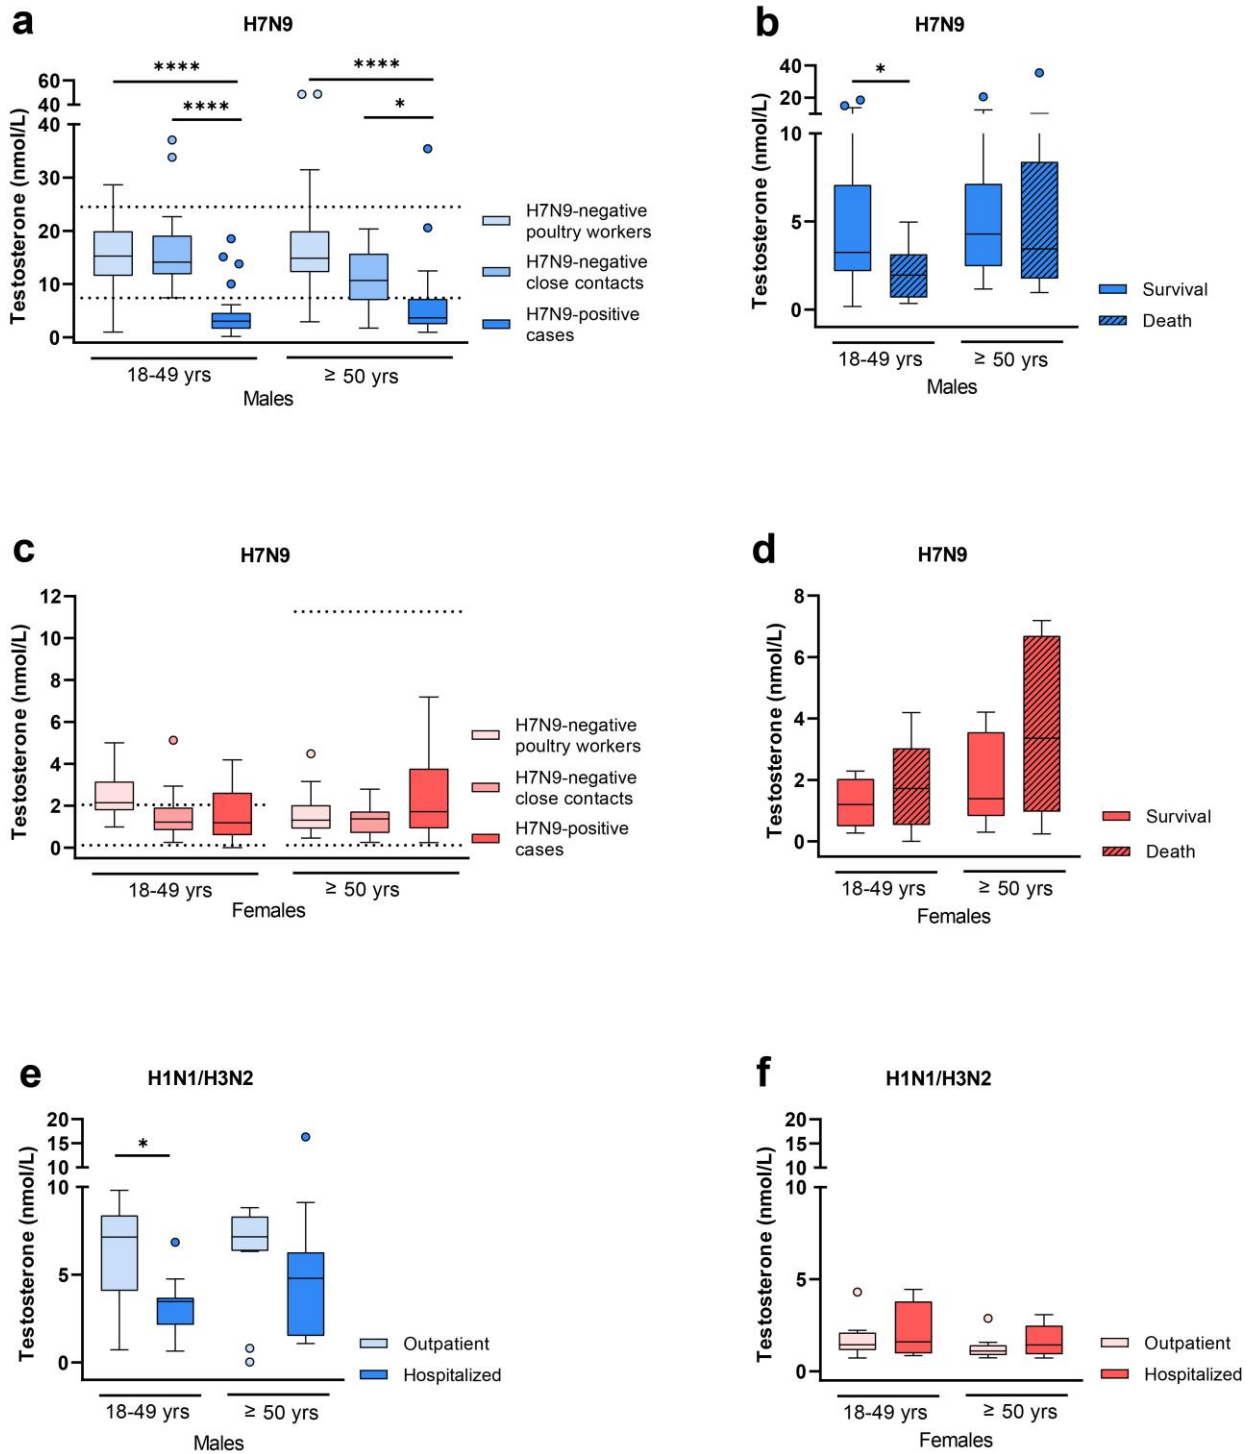 a
H7N9
Testosterone (nmol/L)
60
40
40
30
20
10
0
****
****
****
*
H7N9-negative
poultry workers
H7N9-negative
close contacts
H7N9-positive
cases
18-49 yrs
≥ 50 yrs
Males
b
H7N9
Testosterone (nmol/L)
40
20
10
5
0
*
Survival
Death
18-49 yrs
≥ 50 yrs
Males
c
H7N9
Testosterone (nmol/L)
12
10
8
6
4
2
0
H7N9-negative
poultry workers
H7N9-negative
close contacts
H7N9-positive
cases
18-49 yrs
≥ 50 yrs
Females
d
H7N9
Testosterone (nmol/L)
8
6
4
2
0
Survival
Death
18-49 yrs
≥ 50 yrs
Females
e
H1N1/H3N2
Testosterone (nmol/L)
20
15
10
10
5
0
*
Outpatient
Hospitalized
18-49 yrs
≥ 50 yrs
Males
f
H1N1/H3N2
Testosterone (nmol/L)
20
15
10
10
5
0
Outpatient
Hospitalized
18-49 yrs
≥ 50 yrs
Females